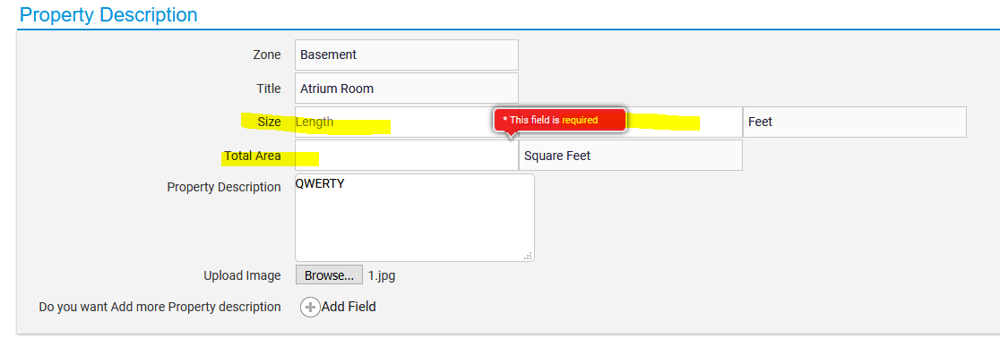 Property Description
Zone Basement
Title Atrium Room
Size Length * This field is required Feet
Total Area Square Feet
Property Description QWERTY
Upload Image Browse... 1.jpg
Do you want Add more Property description Add Field